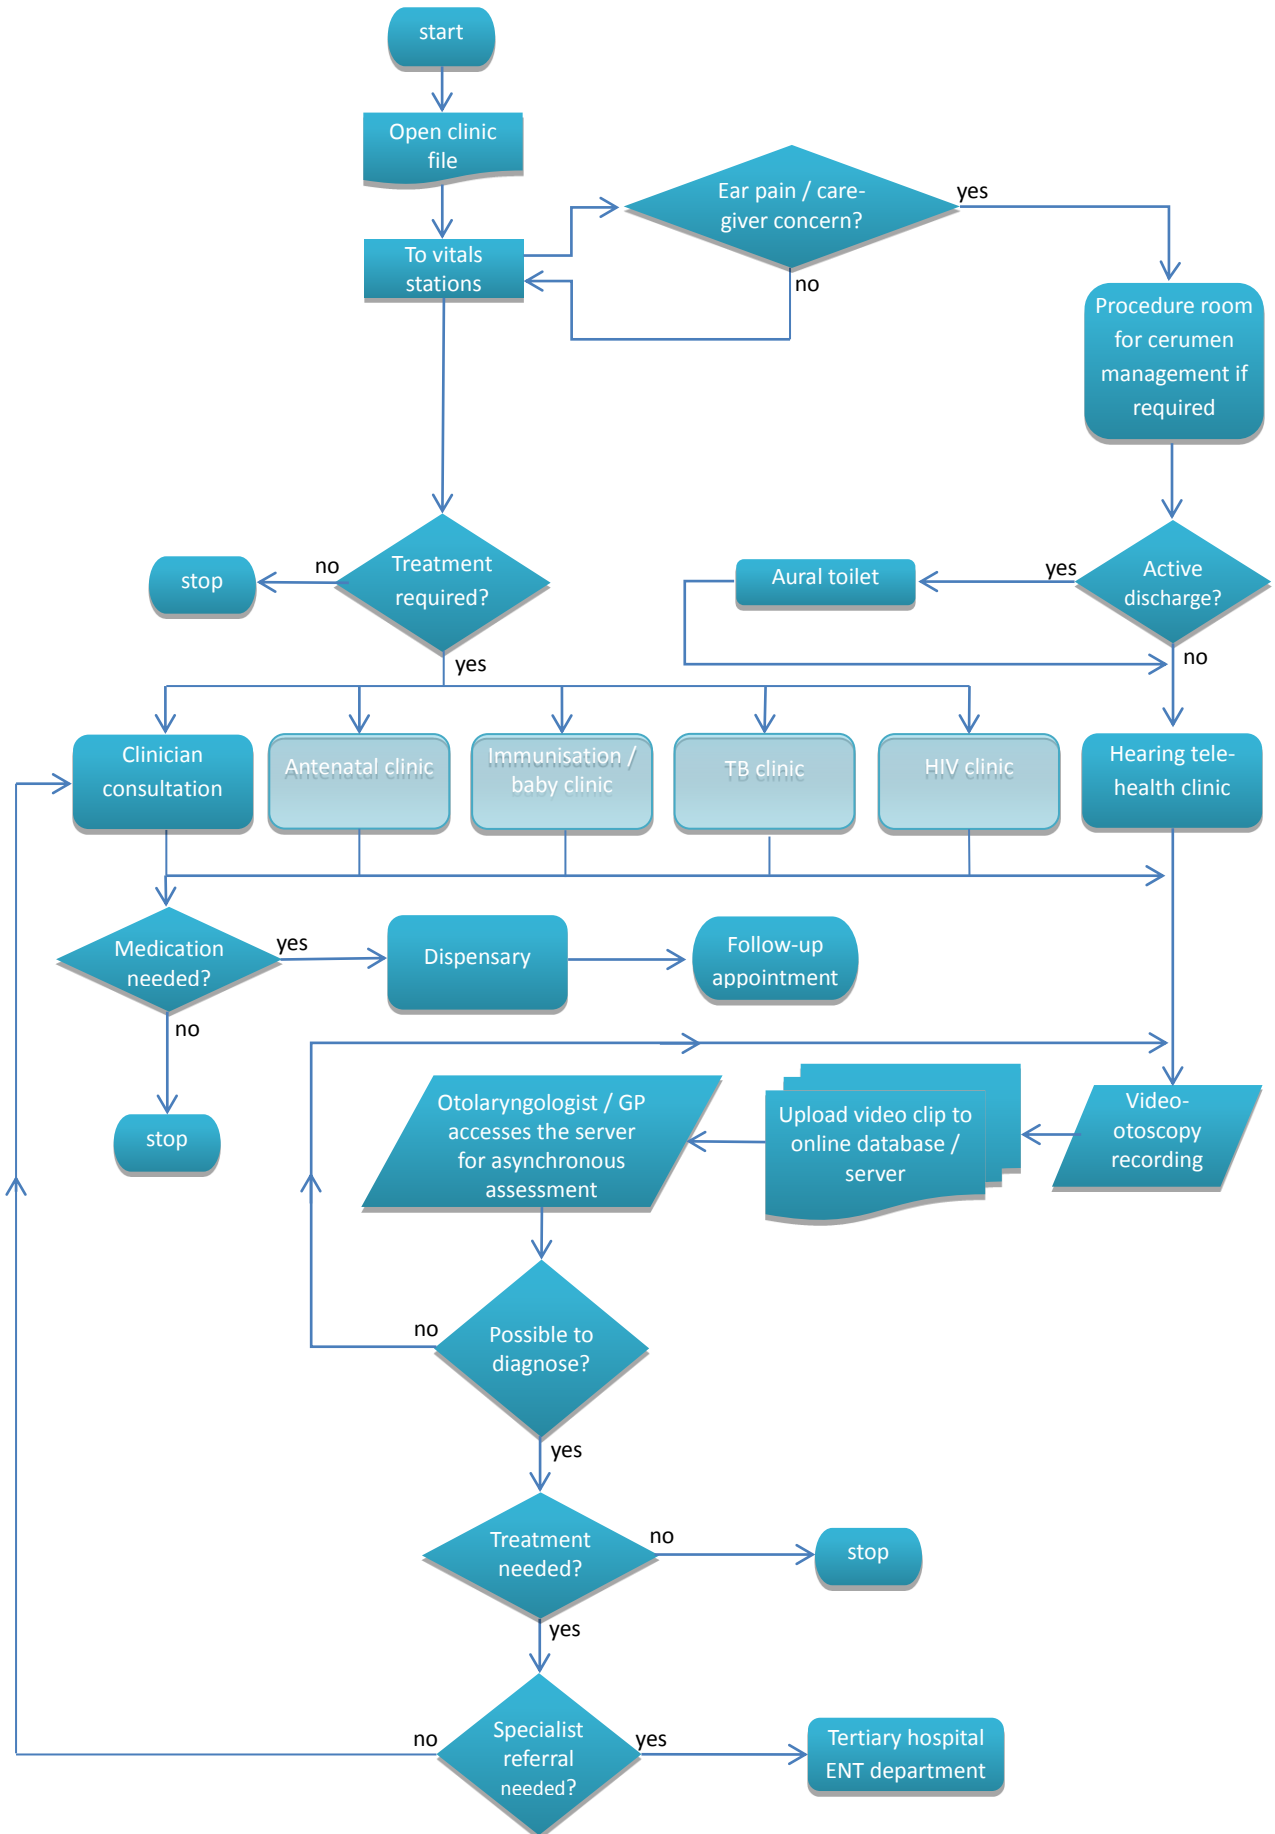 start
Open clinic
file
Ear pain / care-
giver concern?
yes
no
To vitals
stations
Procedure room
for cerumen
management if
required
Treatment
required?
no
stop
yes
Active
discharge?
yes
Aural toilet
no
Clinician
consultation
Antenatal clinic
Immunisation /
baby clinic
TB clinic
HIV clinic
Hearing tele-
health clinic
Medication
needed?
yes
Dispensary
Follow-up
appointment
no
stop
Otolaryngologist / GP
accesses the server
for asynchronous
assessment
Upload video clip to
online database /
server
Video-
otoscopy
recording
Possible to
diagnose?
no
yes
Treatment
needed?
no
stop
yes
Specialist
referral
needed?
no
yes
Tertiary hospital
ENT department